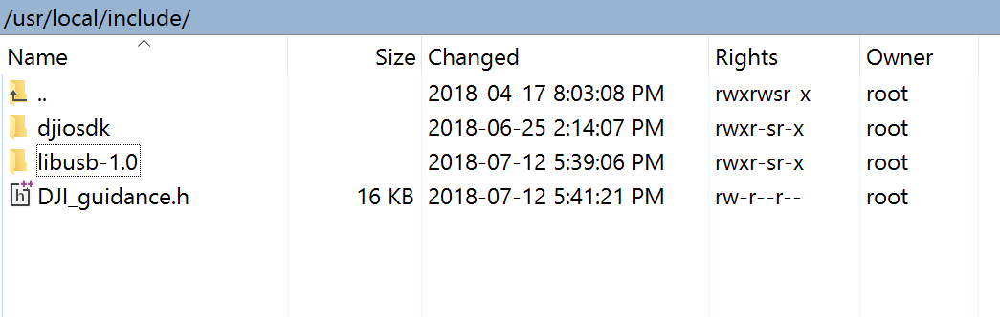 /usr/local/include/
Name Size Changed Rights Owner
.. 2018-04-17 8:03:08 PM rwxrwsr-x root
djiosdk 2018-06-25 2:14:07 PM rwxr-sr-x root
libusb-1.0 2018-07-12 5:39:06 PM rwxr-sr-x root
h++ DJI_guidance.h 16 KB 2018-07-12 5:41:21 PM rw-r--r-- root